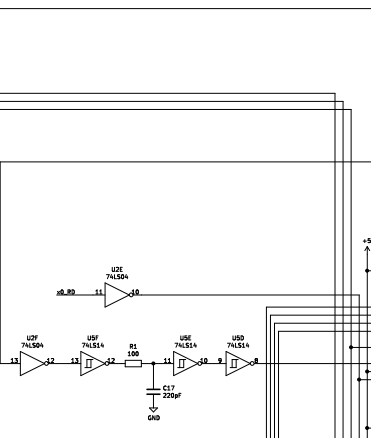 +5
U2E
74LS04
x0_RD
11
10
U2F
74LS04
13
12
U5F
74LS14
13
12
R1
100
U5E
74LS14
11
10
U5D
74LS14
9
8
C17
220pF
GND